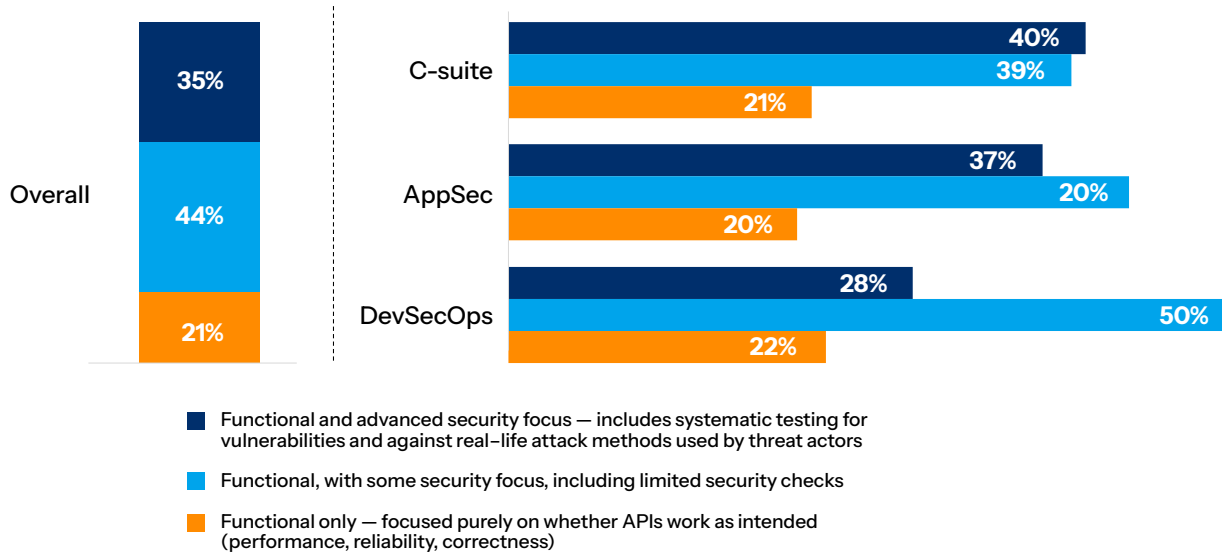 40%
35%
C-suite
39%
21%
37%
Overall
44%
AppSec
20%
20%
28%
21%
DevSecOps
50%
22%
Functional and advanced security focus — includes systematic testing for
vulnerabilities and against real-life attack methods used by threat actors
Functional, with some security focus, including limited security checks
Functional only — focused purely on whether APIs work as intended
(performance, reliability, correctness)